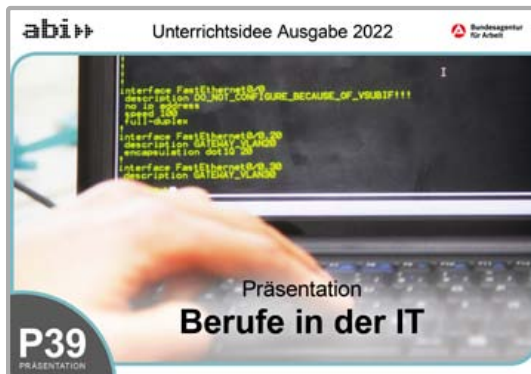 abi
Unterrichtsidee Ausgabe 2022
Bundesagentur
für Arbeit
!
!
!
interface FastEthernet0/0
description DO_NOT_CONFIGURE_BECAUSE_OF_VSUBIF!!!
no ip address
speed 100
full-duplex
!
interface FastEthernet0/0.20
description GATEWAY_VLAN20
encapsulation dot1Q 20
!
interface FastEthernet0/0.30
description GATEWAY_VLAN30
Präsentation
Berufe in der IT
P39
PRÄSENTATION